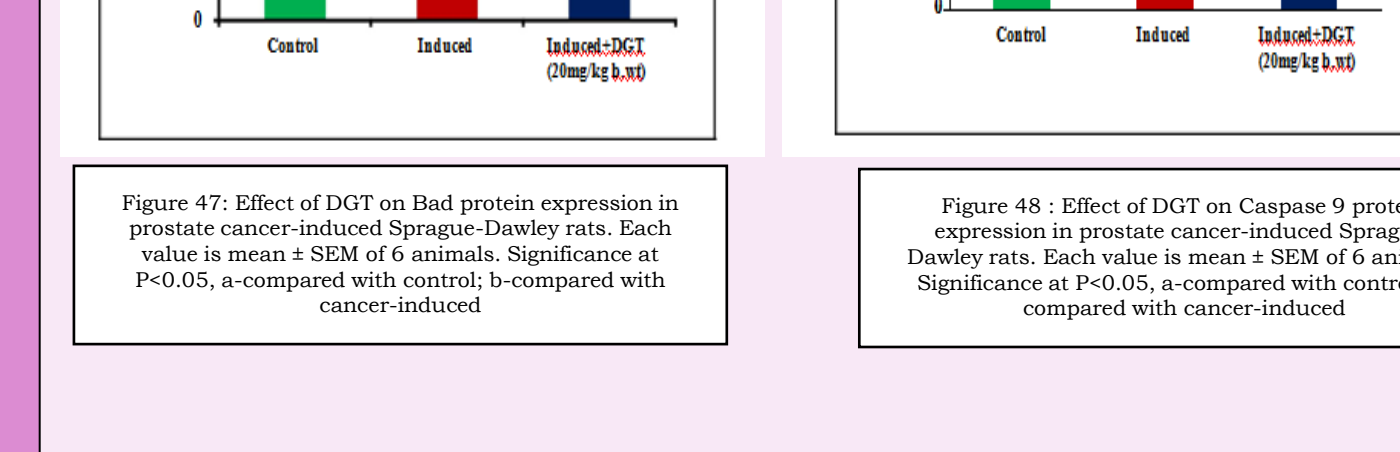 0
Control Induced Induced+DGT
(20mg/kg b.wt)
Figure 47: Effect of DGT on Bad protein expression in
prostate cancer-induced Sprague-Dawley rats. Each
value is mean ± SEM of 6 animals. Significance at
P<0.05, a-compared with control; b-compared with
cancer-induced
0
Control Induced Induced+DGT
(20mg/kg b.wt)
Figure 48 : Effect of DGT on Caspase 9 prote
expression in prostate cancer-induced Sprag
Dawley rats. Each value is mean ± SEM of 6 ani
Significance at P<0.05, a-compared with contr
compared with cancer-induced